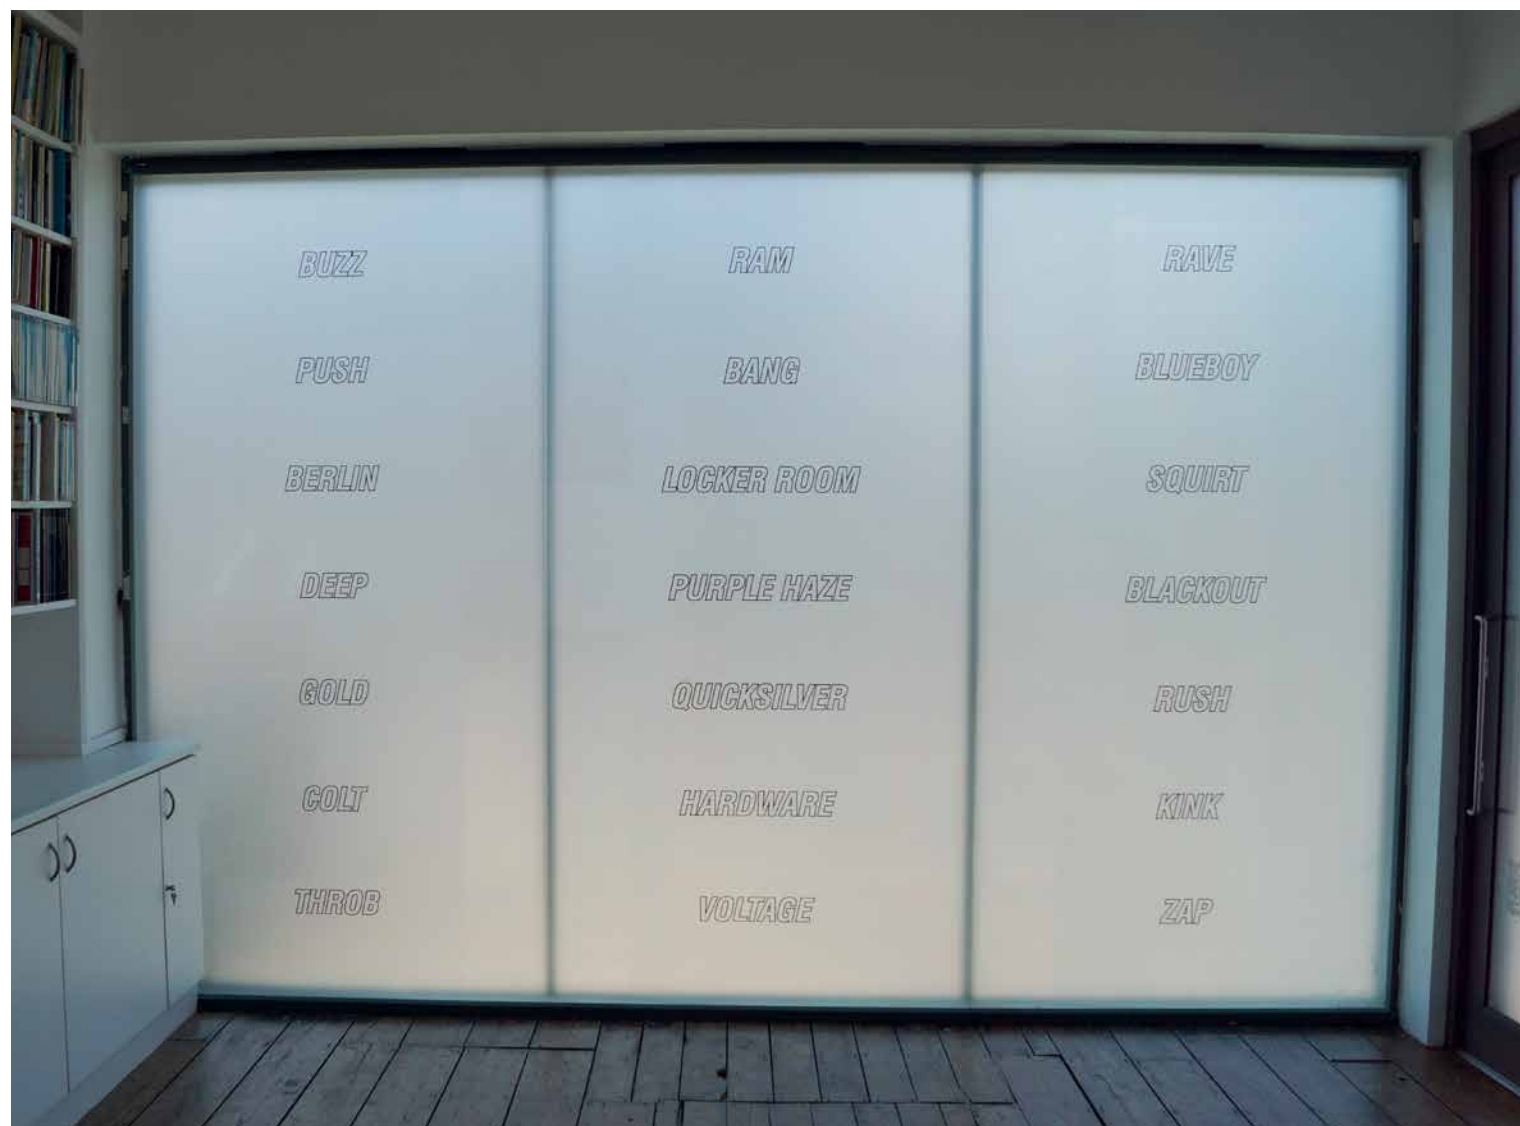 BUZZ
PUSH
BERLIN
DEEP
GOLD
COLT
THROB
RAM
BANG
LOCKER ROOM
PURPLE HAZE
QUICKSILVER
HARDWARE
VOLTAGE
RAVE
BLUEBOY
SQUIRT
BLACKOUT
RUSH
KINK
ZAP